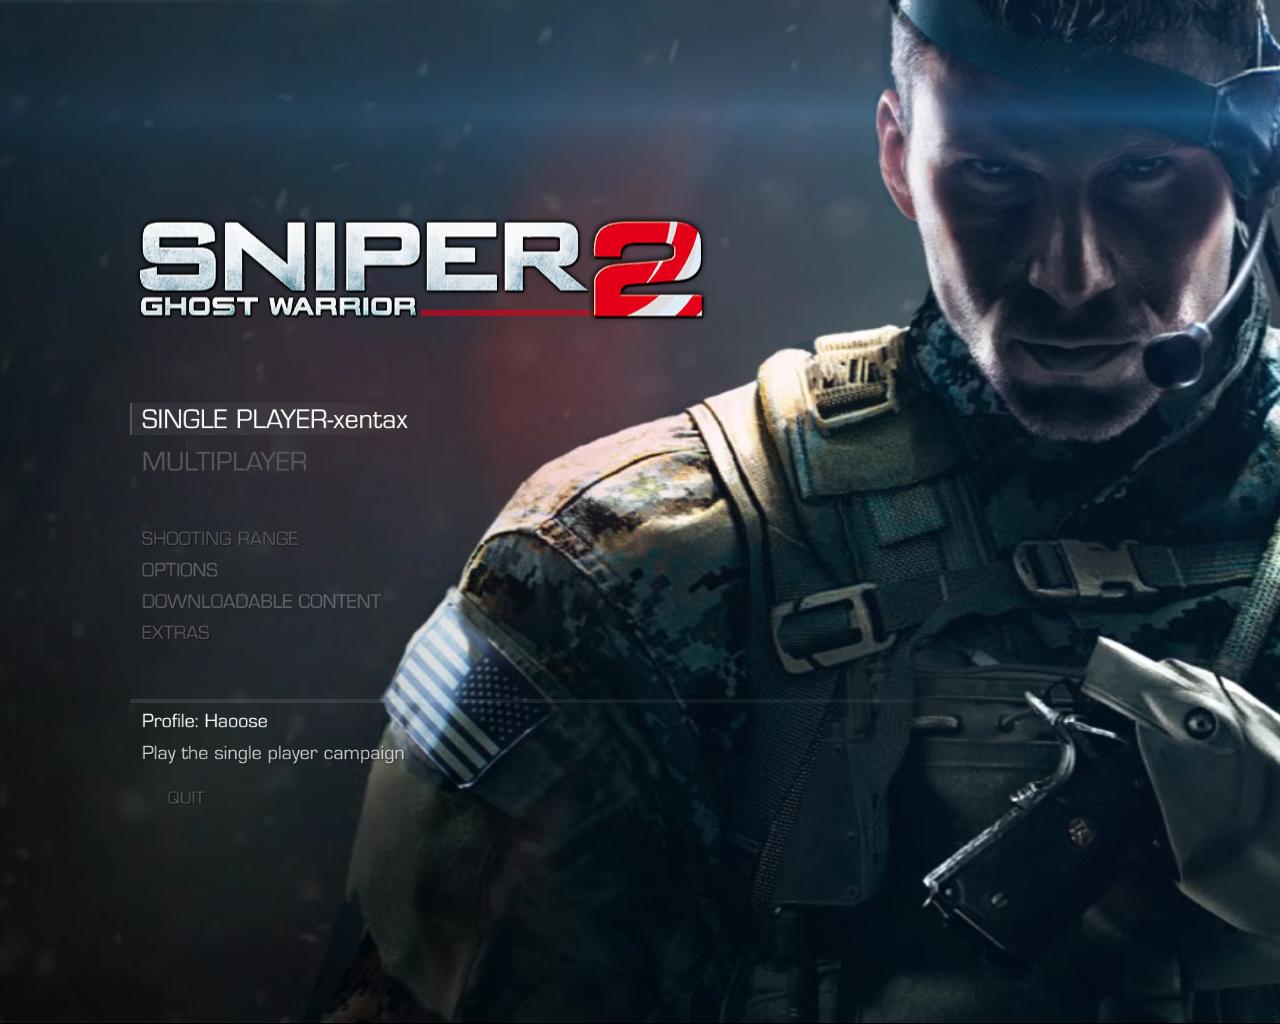 SNIPER 2
GHOST WARRIOR
SINGLE PLAYER-xentax
MULTIPLAYER
SHOOTING RANGE
OPTIONS
DOWNLOADABLE CONTENT
EXTRAS
Profile: Haoose
Play the single player campaign
QUIT